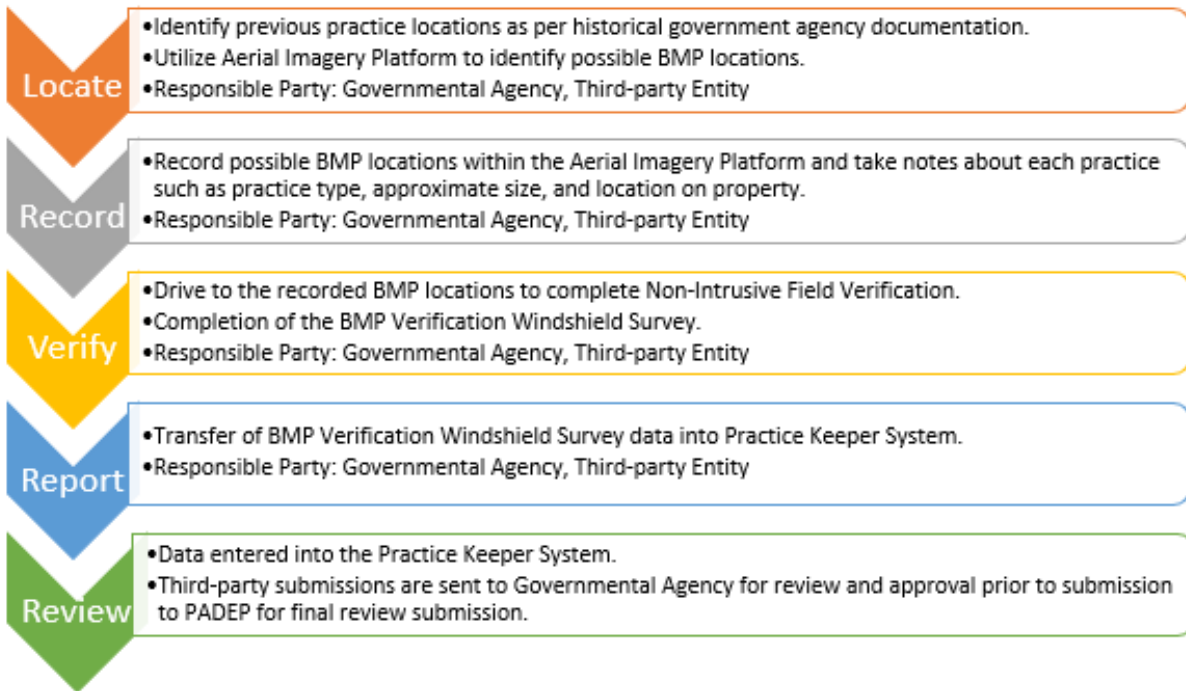 Locate
•Identify previous practice locations as per historical government agency documentation.
•Utilize Aerial Imagery Platform to identify possible BMP locations.
•Responsible Party: Governmental Agency, Third-party Entity
Record
•Record possible BMP locations within the Aerial Imagery Platform and take notes about each practice
such as practice type, approximate size, and location on property.
•Responsible Party: Governmental Agency, Third-party Entity
Verify
•Drive to the recorded BMP locations to complete Non-Intrusive Field Verification.
•Completion of the BMP Verification Windshield Survey.
•Responsible Party: Governmental Agency, Third-party Entity
Report
•Transfer of BMP Verification Windshield Survey data into Practice Keeper System.
•Responsible Party: Governmental Agency, Third-party Entity
Review
•Data entered into the Practice Keeper System.
•Third-party submissions are sent to Governmental Agency for review and approval prior to submission
to PADEP for final review submission.